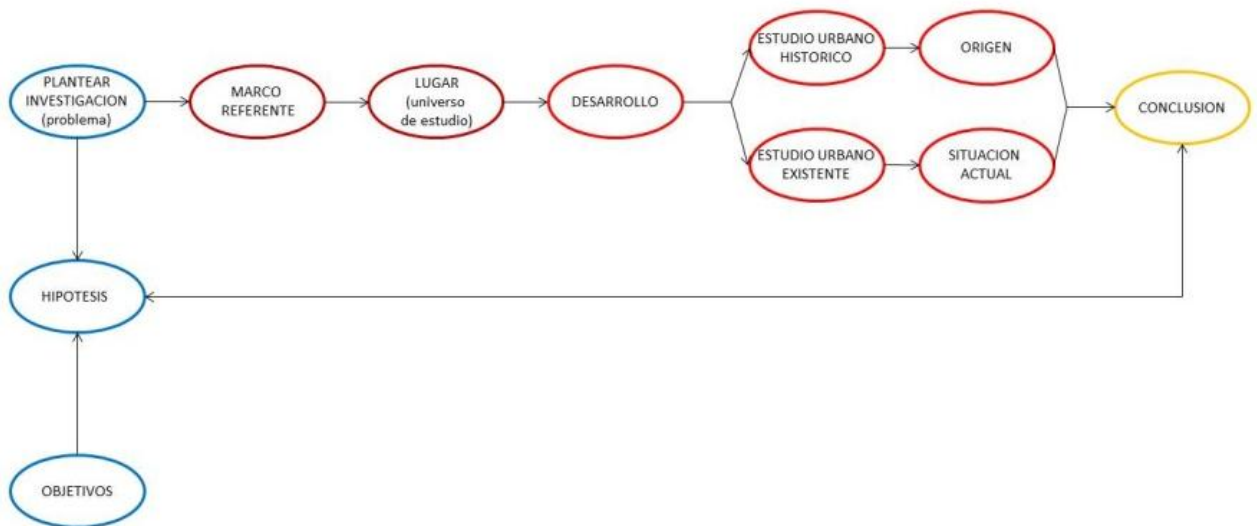 PLANTEAR
INVESTIGACION
(problema)
MARCO
REFERENTE
LUGAR
(universo
de estudio)
DESARROLLO
ESTUDIO URBANO
HISTORICO
ORIGEN
ESTUDIO URBANO
EXISTENTE
SITUACION
ACTUAL
CONCLUSION
HIPOTESIS
OBJETIVOS